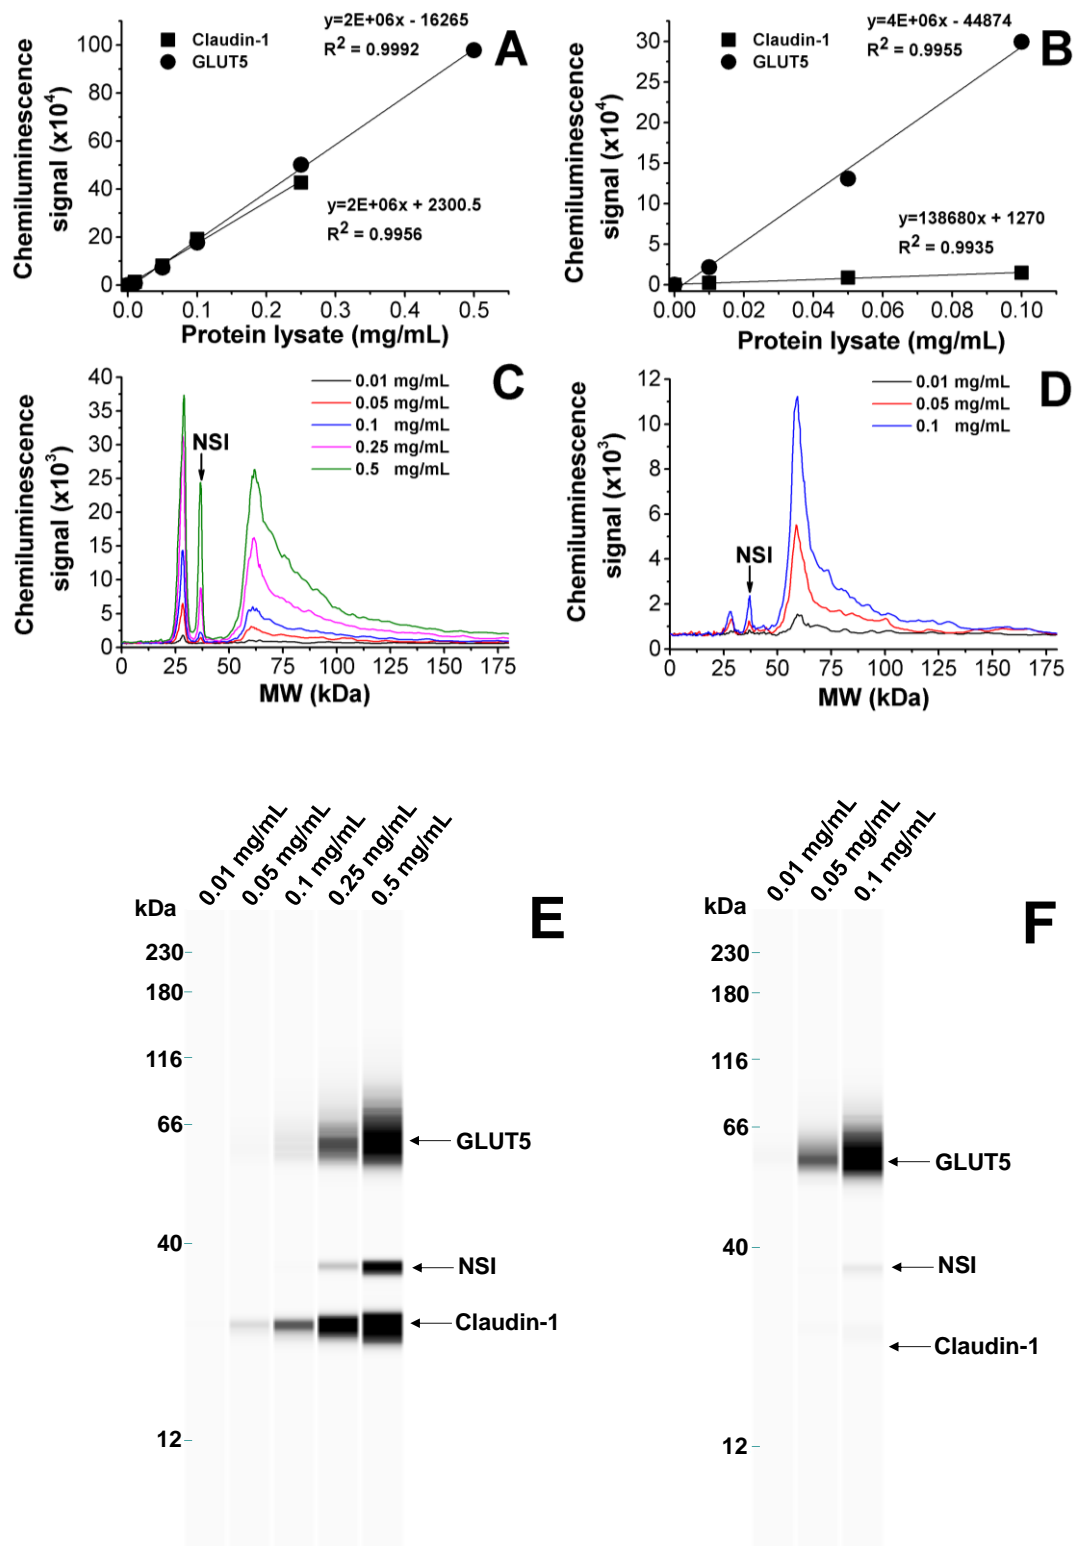 y=2E+06x - 16265
R2 = 0.9992
A
Claudin-1
GLUT5
y=2E+06x + 2300.5
R2 = 0.9956
Chemiluminescence
signal (x10^4)
100
80
60
40
20
0
0.0 0.1 0.2 0.3 0.4 0.5
Protein lysate (mg/mL)
y=4E+06x - 44874
R2 = 0.9955
B
Claudin-1
GLUT5
y=138680x + 1270
R2 = 0.9935
Chemiluminescence
signal (x10^4)
30
25
20
15
10
5
0
0.00 0.02 0.04 0.06 0.08 0.10
Protein lysate (mg/mL)
C
0.01 mg/mL
0.05 mg/mL
0.1 mg/mL
0.25 mg/mL
0.5 mg/mL
NSI
Chemiluminescence
signal (x10^3)
40
35
30
25
20
15
10
5
0
0 25 50 75 100 125 150 175
MW (kDa)
D
0.01 mg/mL
0.05 mg/mL
0.1 mg/mL
NSI
Chemiluminescence
signal (x10^3)
12
10
8
6
4
2
0
0 25 50 75 100 125 150 175
MW (kDa)
E
0.01 mg/mL
0.05 mg/mL
0.1 mg/mL
0.25 mg/mL
0.5 mg/mL
kDa
230
180
116
66
40
12
GLUT5
NSI
Claudin-1
F
0.01 mg/mL
0.05 mg/mL
0.1 mg/mL
kDa
230
180
116
66
40
12
GLUT5
NSI
Claudin-1